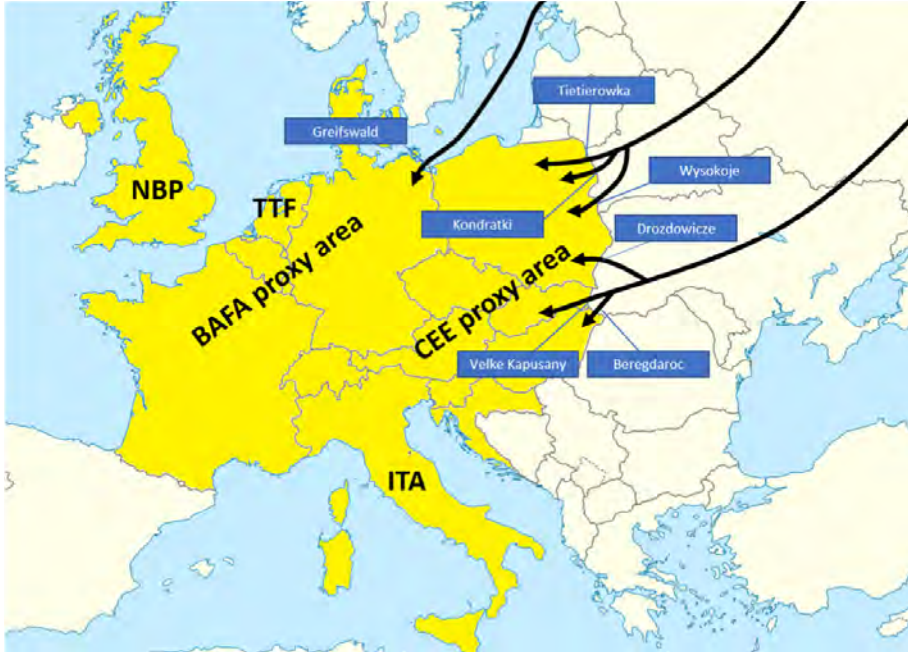 Tietierowka
Greifswald
Wysokoje
NBP
TTF
Kondratki
Drozdowicze
BAFA proxy area
CEE proxy area
Velke Kapusany
Beregdaroc
ITA